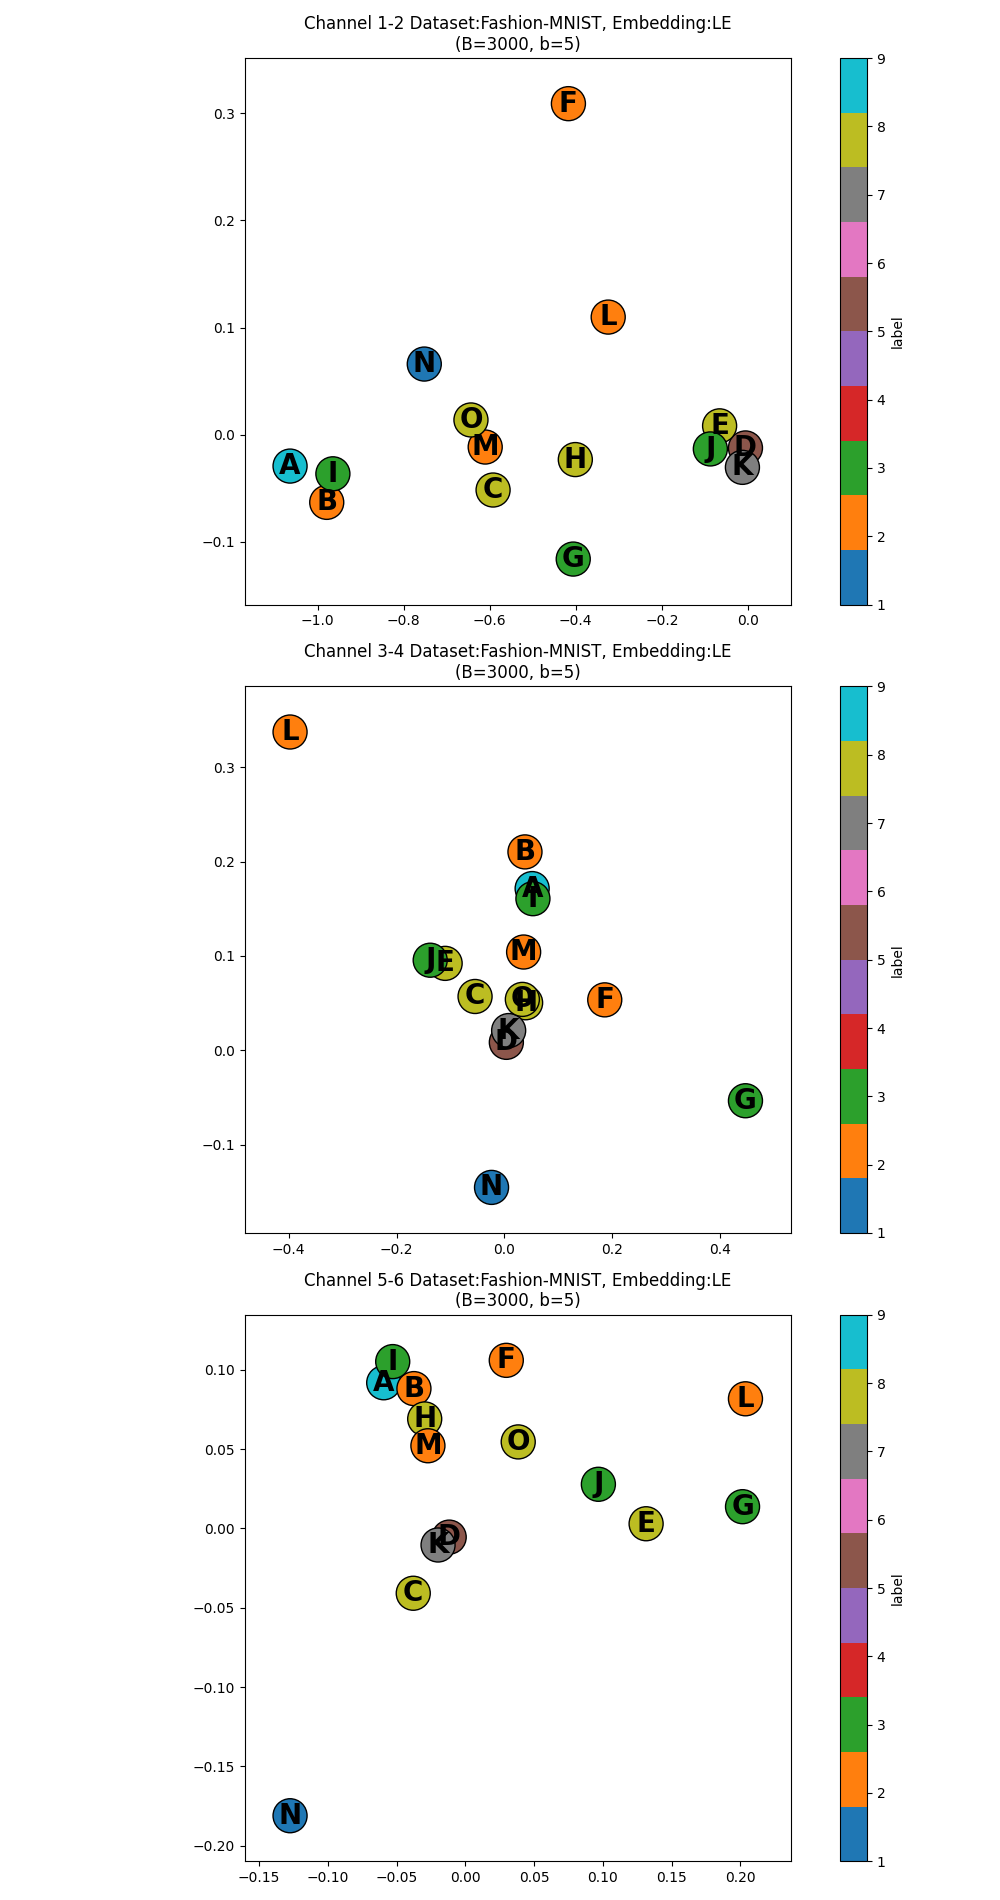 Channel 1-2 Dataset:Fashion-MNIST, Embedding:LE
(B=3000, b=5)
0.3
0.2
0.1
0.0
−0.1
−1.0 −0.8 −0.6 −0.4 −0.2 0.0
F
L
N
O
E
M
J
D
H
K
A
I
C
B
G
9
8
7
6
5
4
3
2
1
label
Channel 3-4 Dataset:Fashion-MNIST, Embedding:LE
(B=3000, b=5)
0.3
0.2
0.1
0.0
−0.1
−0.4 −0.2 0.0 0.2 0.4
L
B
A
I
M
J
E
C
O
H
F
K
D
G
N
9
8
7
6
5
4
3
2
1
label
Channel 5-6 Dataset:Fashion-MNIST, Embedding:LE
(B=3000, b=5)
0.10
0.05
0.00
−0.05
−0.10
−0.15
−0.20
−0.15 −0.10 −0.05 0.00 0.05 0.10 0.15 0.20
I
F
A
B
L
H
M
O
J
G
E
D
K
C
N
9
8
7
6
5
4
3
2
1
label